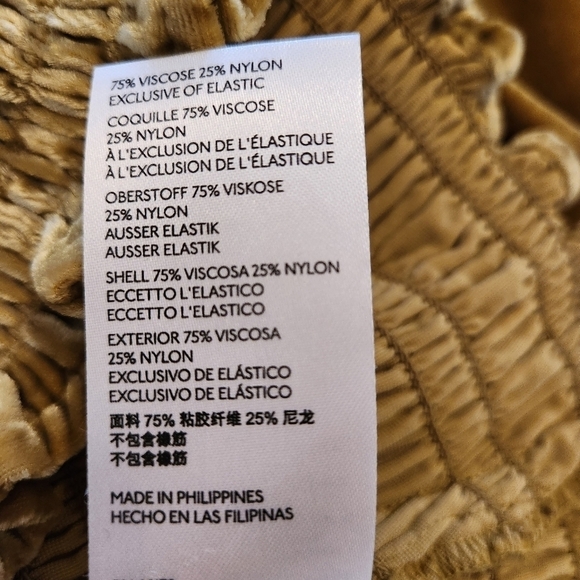 75% VISCOSE 25% NYLON
EXCLUSIVE OF ELASTIC
COQUILLE 75% VISCOSE
25% NYLON
À L'EXCLUSION DE L'ÉLASTIQUE
À L'EXCLUSION DE L'ÉLASTIQUE
OBERSTOFF 75% VISKOSE
25% NYLON
AUSSER ELASTIK
AUSSER ELASTIK
SHELL 75% VISCOSA 25% NYLON
ECCETTO L'ELASTICO
ECCETTO L'ELASTICO
EXTERIOR 75% VISCOSA
25% NYLON
EXCLUSIVO DE ELÁSTICO
EXCLUSIVO DE ELÁSTICO
面料 75% 粘胶纤维 25% 尼龙
不包含橡筋
不包含橡筋
MADE IN PHILIPPINES
HECHO EN LAS FILIPINAS